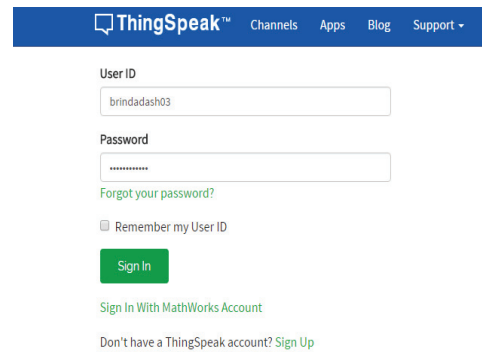 ThingSpeak™ Channels Apps Blog Support
User ID
brindadash03
Password
••••••••••••
Forgot your password?
Remember my User ID
Sign In
Sign In With MathWorks Account
Don't have a ThingSpeak account? Sign Up